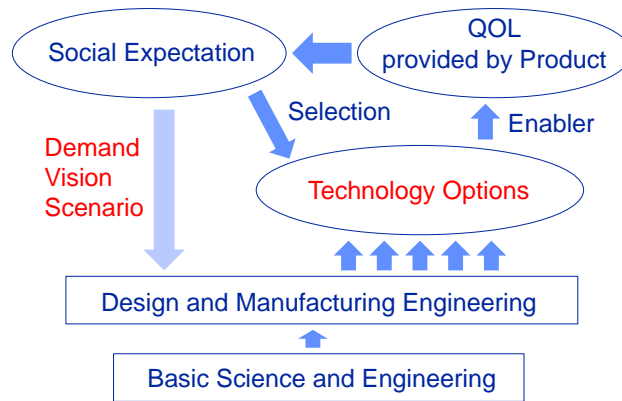 Social Expectation
QOL
provided by Product
Selection
Enabler
Demand
Vision
Scenario
Technology Options
Design and Manufacturing Engineering
Basic Science and Engineering